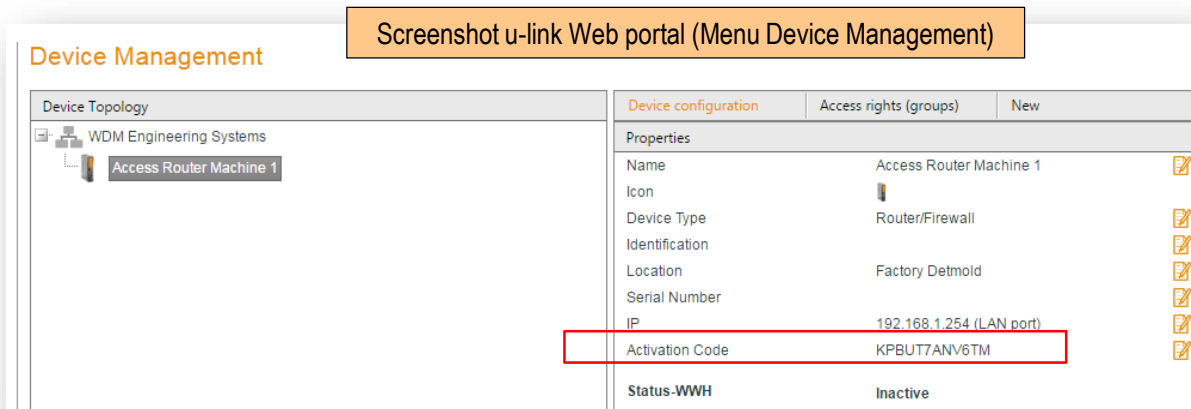 Screenshot u-link Web portal (Menu Device Management)
Device Management
Device Topology
WDM Engineering Systems
Access Router Machine 1
Device configuration Access rights (groups) New
Properties
Name Access Router Machine 1
Icon
Device Type Router/Firewall
Identification
Location Factory Detmold
Serial Number
IP 192.168.1.254 (LAN port)
Activation Code KPBUT7ANV6TM
Status-WWH Inactive